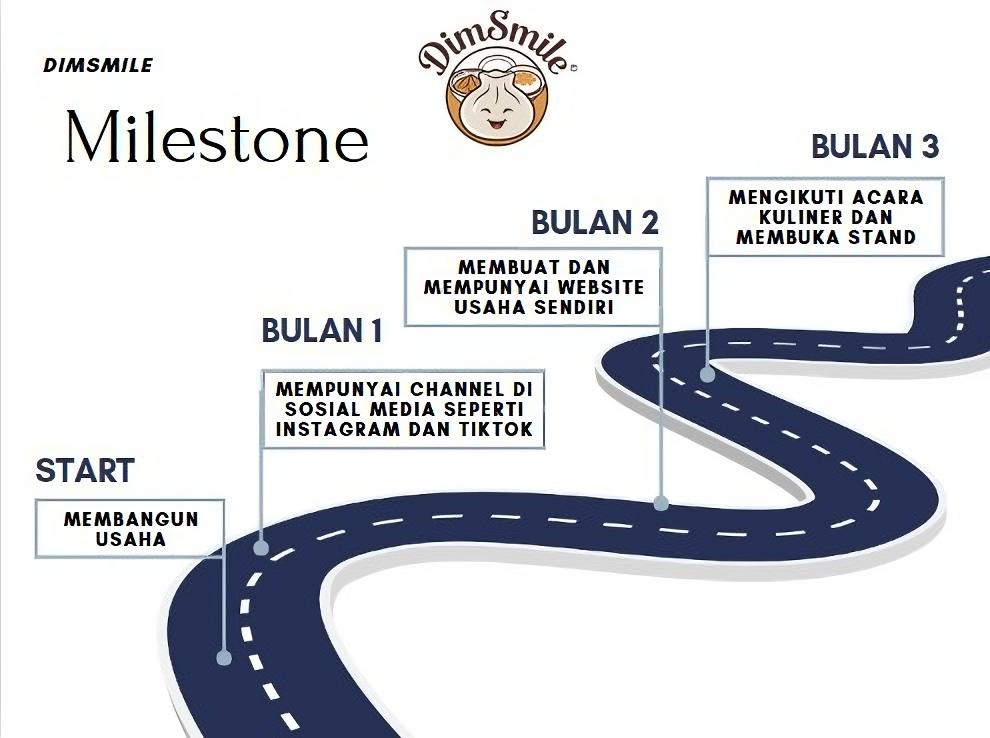 DIMSMILE
Milestone
DimSmile
BULAN 3
MENGIKUTI ACARA
KULINER DAN
MEMBUKA STAND
BULAN 2
MEMBUAT DAN
MEMPUNYAI WEBSITE
USAHA SENDIRI
BULAN 1
MEMPUNYAI CHANNEL DI
SOSIAL MEDIA SEPERTI
INSTAGRAM DAN TIKTOK
START
MEMBANGUN
USAHA